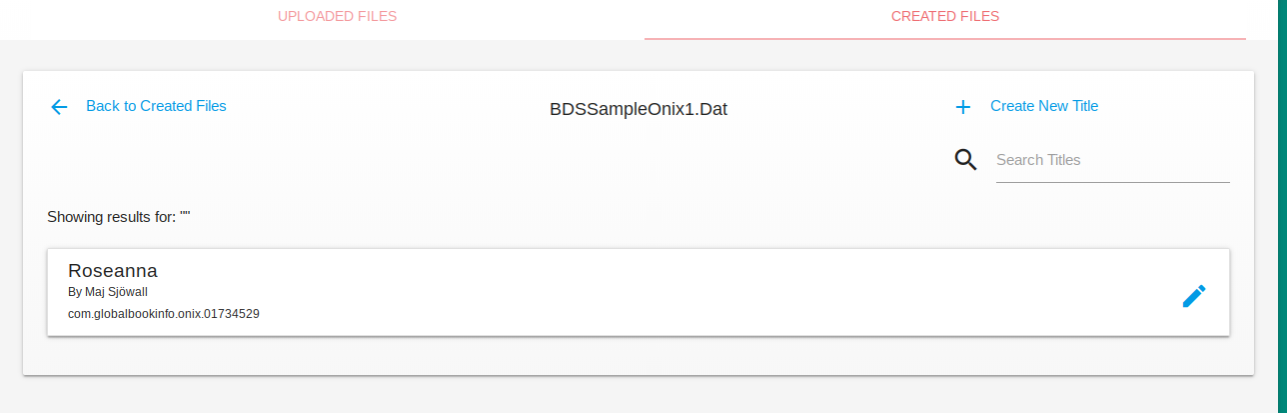 UPLOADED FILES
CREATED FILES
Back to Created Files
BDSSampleOnix1.Dat
Create New Title
Search Titles
Showing results for: ""
Roseanna
By Maj Sjöwall
com.globalbookinfo.onix.01734529